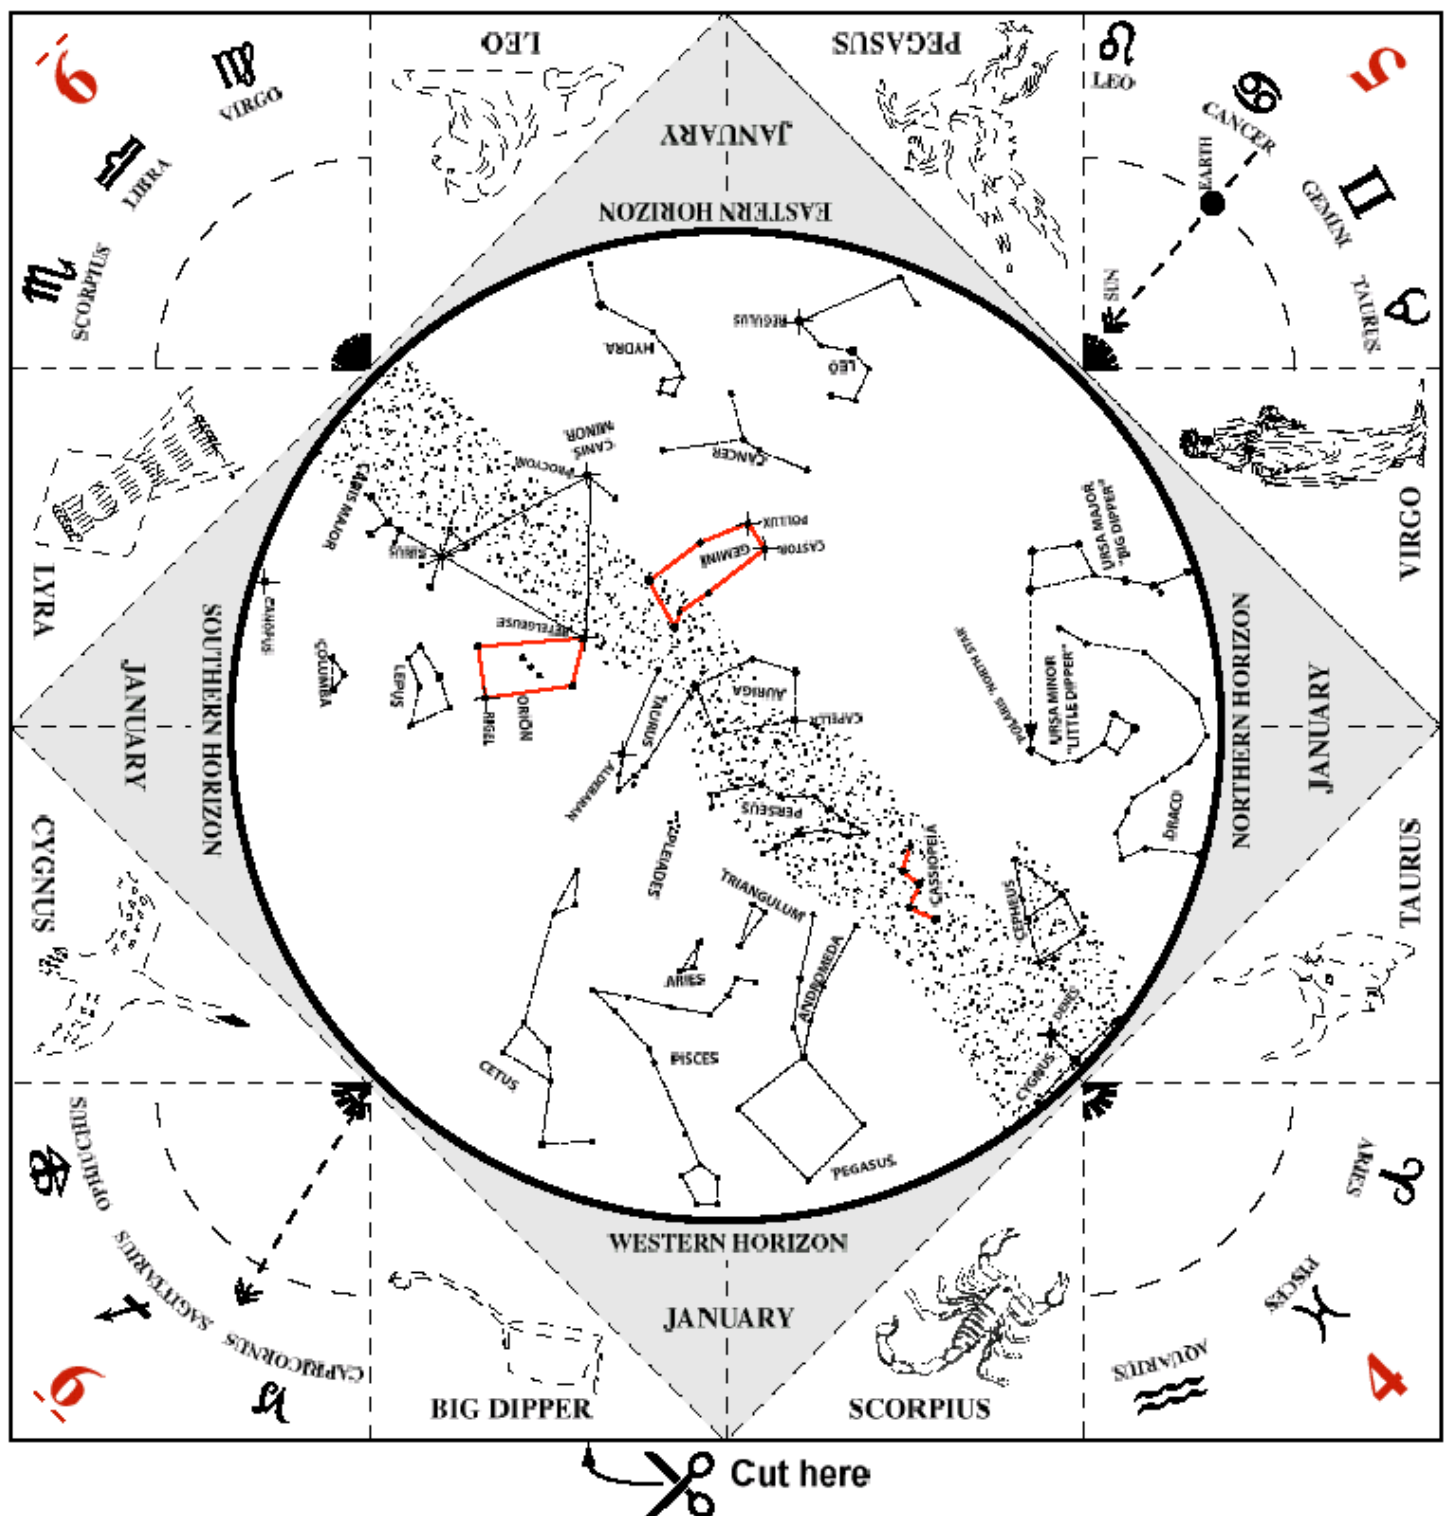 6
VIRGO
LIBRA
SCORPIUS
LEO
PEGASUS
JANUARY
EASTERN HORIZON
5
LEO
CANCER
EARTH
GEMINI
SUN
TAURUS
LYRA
JANUARY
SOUTHERN HORIZON
CYGNUS
HYDRA
REGULUS
LEO
CANIS
MINOR
PROCYON
CANCER
CANIS MAJOR
SIRIUS
POLLUX
GEMINI
CASTOR
URSA MAJOR
"BIG DIPPER"
CANOPUS
COLUMBA
LEPUS
BETELGEUSE
RIGEL
ORION
TAURUS
ALDEBARAN
AURIGA
CAPELLA
POLARIS 'NORTH STAR'
URSA MINOR
"LITTLE DIPPER"
DRACO
PERSEUS
PLEIADES
TRIANGULUM
CASSIOPEIA
CEPHEUS
ARIES
ANDROMEDA
DENEB
CYGNUS
CETUS
PISCES
PEGASUS
VIRGO
NORTHERN HORIZON
JANUARY
TAURUS
OPHIUCHUS
SAGITTARIUS
CAPRICORNUS
6
WESTERN HORIZON
JANUARY
BIG DIPPER
SCORPIUS
ARIES
PISCES
AQUARIUS
4
Cut here